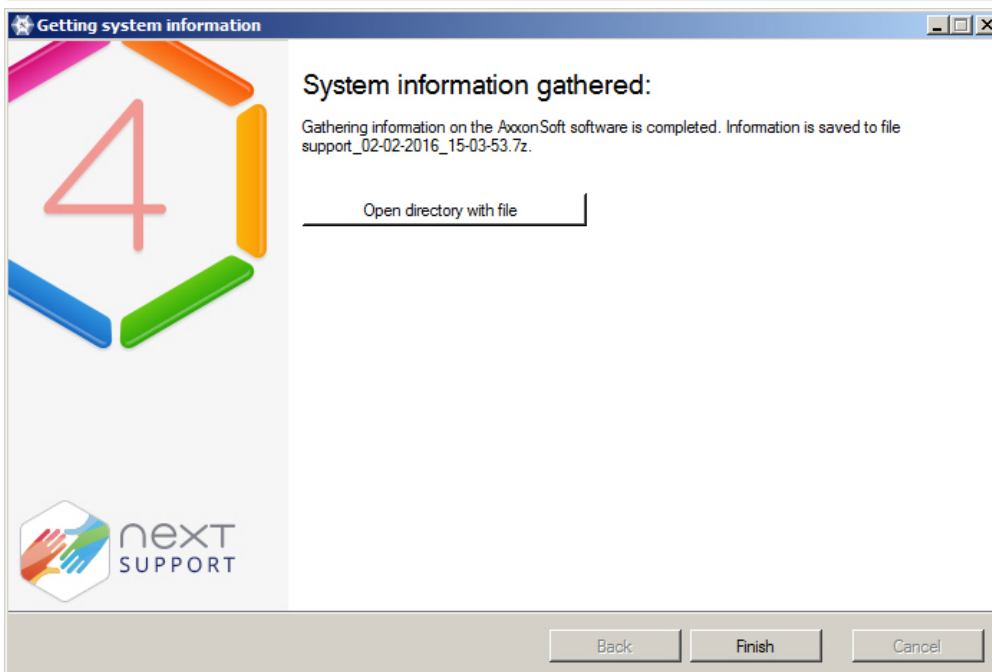 Getting system information
4
System information gathered:
Gathering information on the AxxonSoft software is completed. Information is saved to file
support_02-02-2016_15-03-53.7z.
Open directory with file
next
SUPPORT
Back
Finish
Cancel